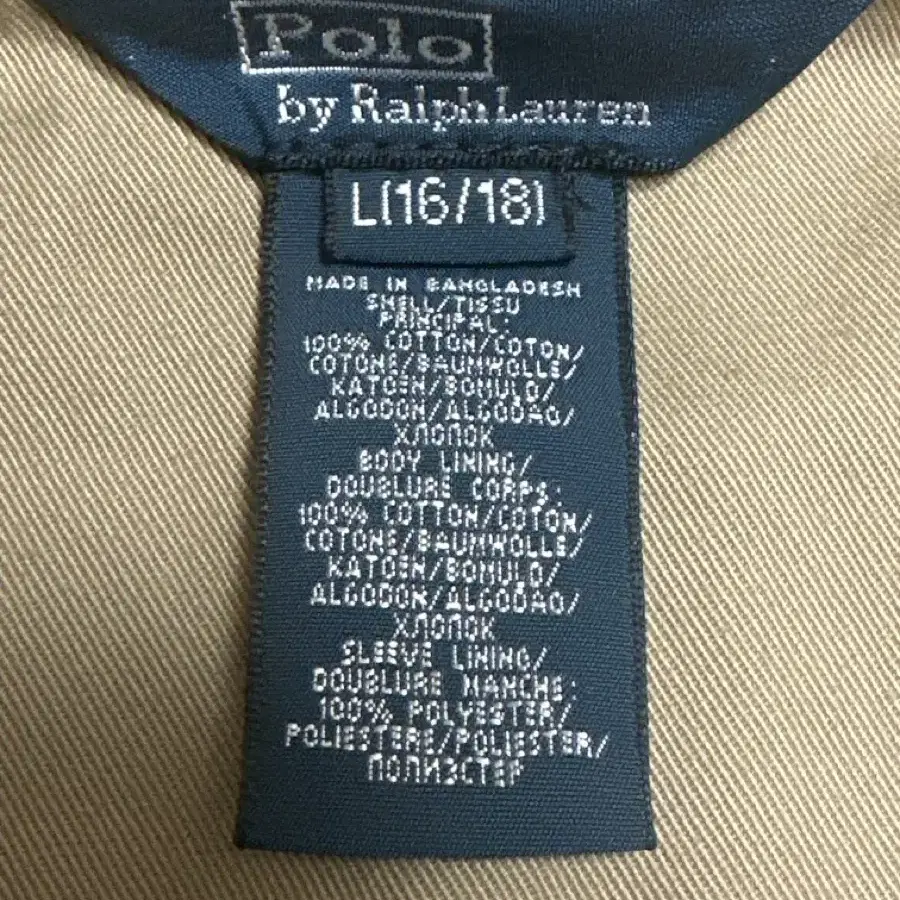 Polo
by Ralph Lauren
L(16/18)
MADE IN BANGLADESH
SHELL/TISSU
PRINCIPAL:
100% COTTON/COTON/
COTONE/BAUMWOLLE/
KATOEN/BOMULD/
ALGODON/ALGODAO/
ХЛОПОК
BODY LINING/
DOUBLURE CORPS:
100% COTTON/COTON/
COTONE/BAUMWOLLE/
KATOEN/BOMULD/
ALGODON/ALGODAO/
ХЛОПОК
SLEEVE LINING/
DOUBLURE MANCHE:
100% POLYESTER/
POLIESTERE/POLIESTER/
ПОЛИЭСТЕР